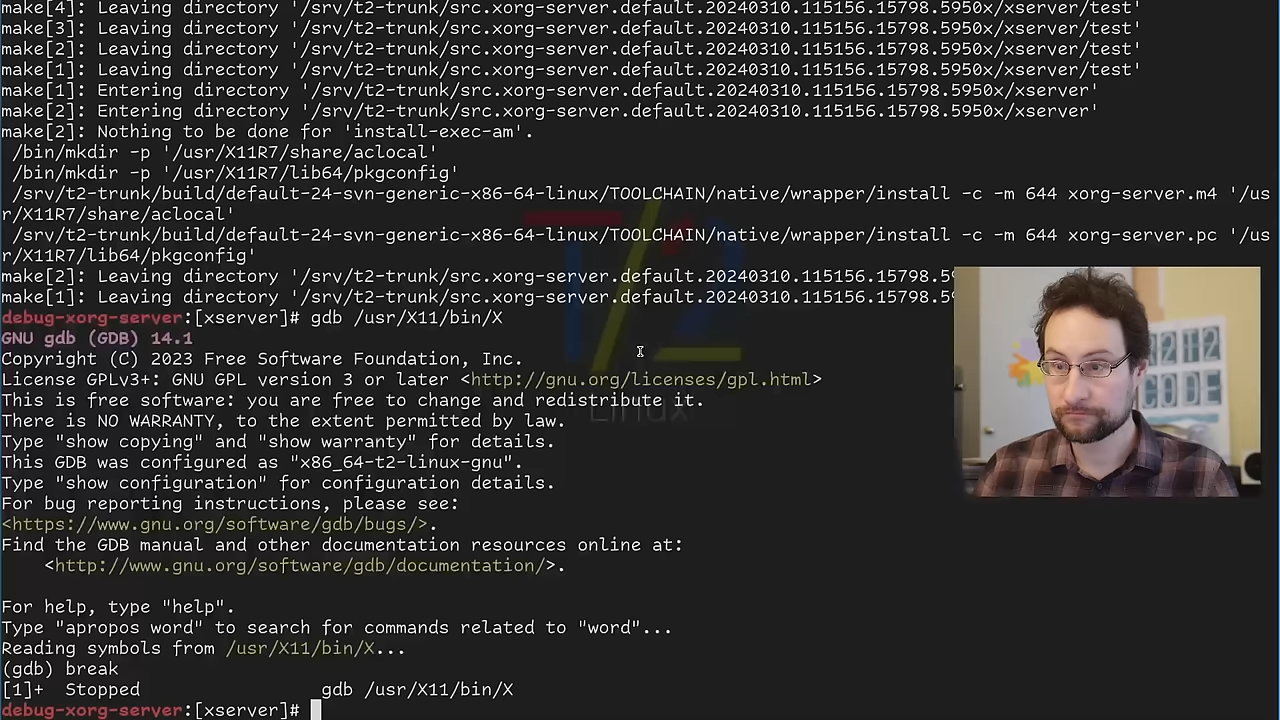 make[4]: Leaving directory '/srv/t2-trunk/src.xorg-server.default.20240310.115156.15798.5950x/xserver/test'
make[3]: Leaving directory '/srv/t2-trunk/src.xorg-server.default.20240310.115156.15798.5950x/xserver/test'
make[2]: Leaving directory '/srv/t2-trunk/src.xorg-server.default.20240310.115156.15798.5950x/xserver/test'
make[1]: Leaving directory '/srv/t2-trunk/src.xorg-server.default.20240310.115156.15798.5950x/xserver/test'
make[1]: Entering directory '/srv/t2-trunk/src.xorg-server.default.20240310.115156.15798.5950x/xserver'
make[2]: Entering directory '/srv/t2-trunk/src.xorg-server.default.20240310.115156.15798.5950x/xserver'
make[2]: Nothing to be done for 'install-exec-am'.
/bin/mkdir -p '/usr/X11R7/share/aclocal'
/bin/mkdir -p '/usr/X11R7/lib64/pkgconfig'
/srv/t2-trunk/build/default-24-svn-generic-x86-64-linux/TOOLCHAIN/native/wrapper/install -c -m 644 xorg-server.m4 '/us
r/X11R7/share/aclocal'
/srv/t2-trunk/build/default-24-svn-generic-x86-64-linux/TOOLCHAIN/native/wrapper/install -c -m 644 xorg-server.pc '/us
r/X11R7/lib64/pkgconfig'
make[2]: Leaving directory '/srv/t2-trunk/src.xorg-server.default.20240310.115156.15798.5
make[1]: Leaving directory '/srv/t2-trunk/src.xorg-server.default.20240310.115156.15798.5
debug-xorg-server:[xserver]# gdb /usr/X11/bin/X
GNU gdb (GDB) 14.1
Copyright (C) 2023 Free Software Foundation, Inc.
License GPLv3+: GNU GPL version 3 or later <http://gnu.org/licenses/gpl.html>
This is free software: you are free to change and redistribute it.
There is NO WARRANTY, to the extent permitted by law.
Type "show copying" and "show warranty" for details.
This GDB was configured as "x86_64-t2-linux-gnu".
Type "show configuration" for configuration details.
For bug reporting instructions, please see:
<https://www.gnu.org/software/gdb/bugs/>.
Find the GDB manual and other documentation resources online at:
<http://www.gnu.org/software/gdb/documentation/>.
For help, type "help".
Type "apropos word" to search for commands related to "word"...
Reading symbols from /usr/X11/bin/X...
(gdb) break
[1]+  Stopped                 gdb /usr/X11/bin/X
debug-xorg-server:[xserver]#
T/2
Linux
CODE